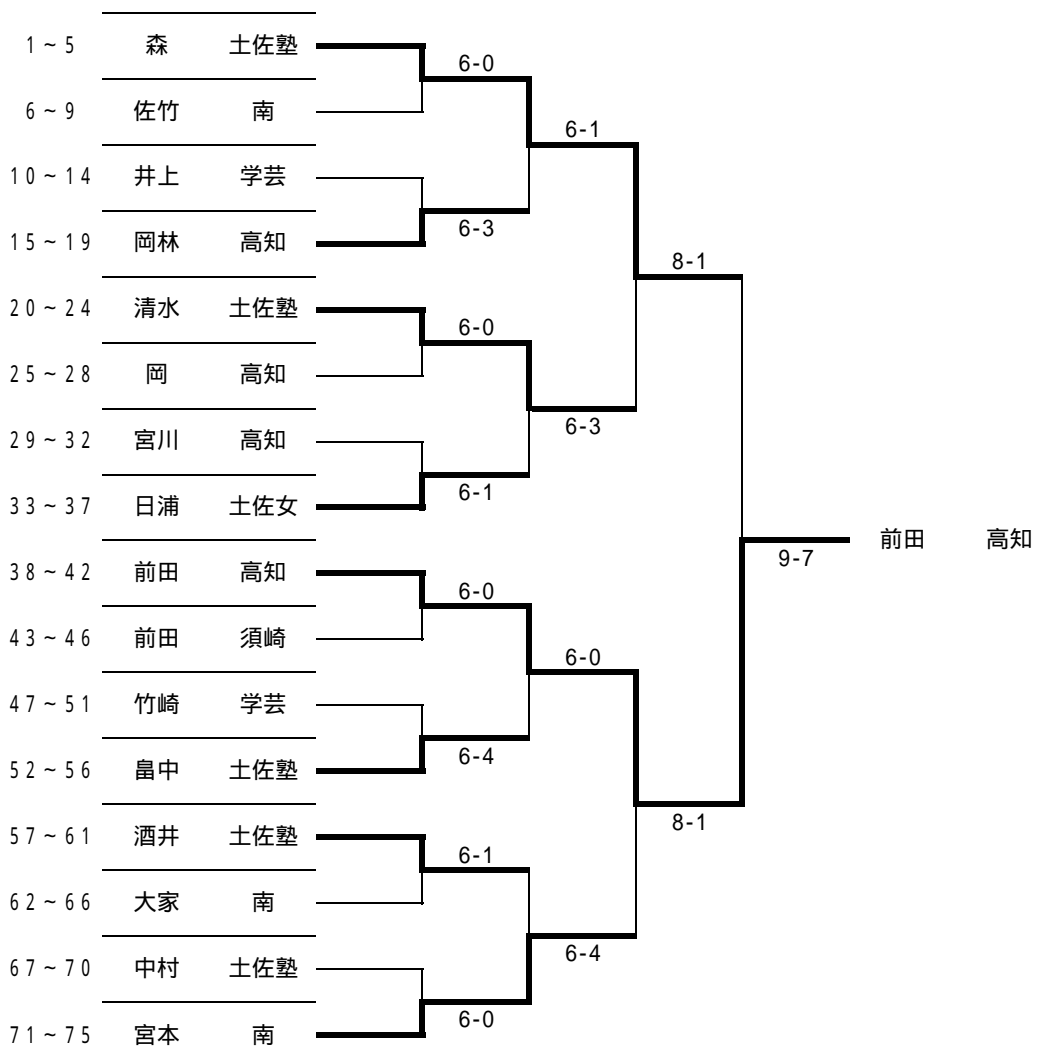 1～5 森 土佐塾
6-0
6～9 佐竹 南
6-1
10～14 井上 学芸
6-3
15～19 岡林 高知
8-1
20～24 清水 土佐塾
6-0
25～28 岡 高知
6-3
29～32 宮川 高知
6-1
33～37 日浦 土佐女
前田 高知
9-7
38～42 前田 高知
6-0
43～46 前田 須崎
6-0
47～51 竹崎 学芸
6-4
52～56 畠中 土佐塾
8-1
57～61 酒井 土佐塾
6-1
62～66 大家 南
6-4
67～70 中村 土佐塾
6-0
71～75 宮本 南